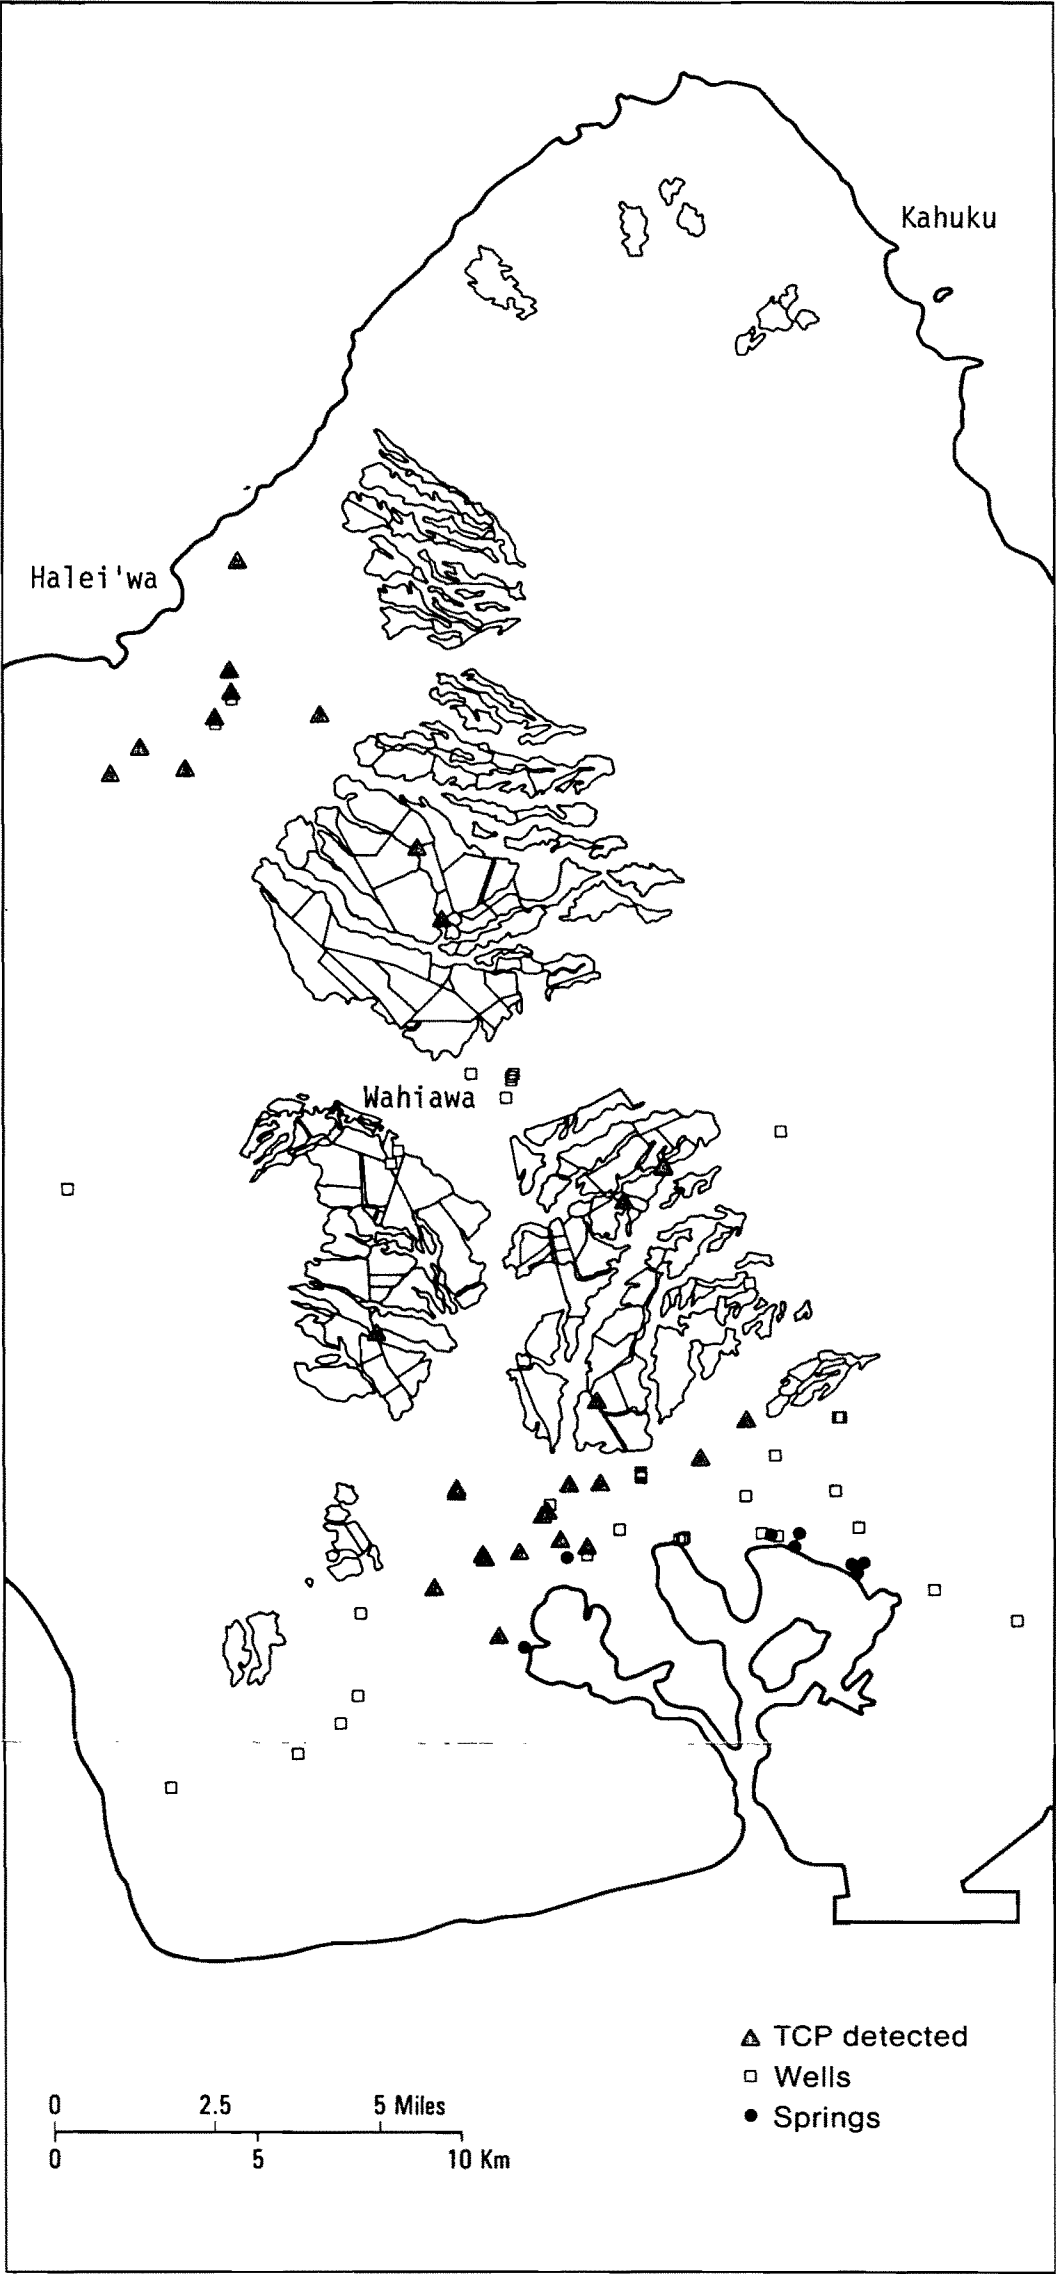 Kahuku
Halei'wa
Wahiawa
TCP detected
Wells
Springs
0 2.5 5 Miles
0 5 10 Km